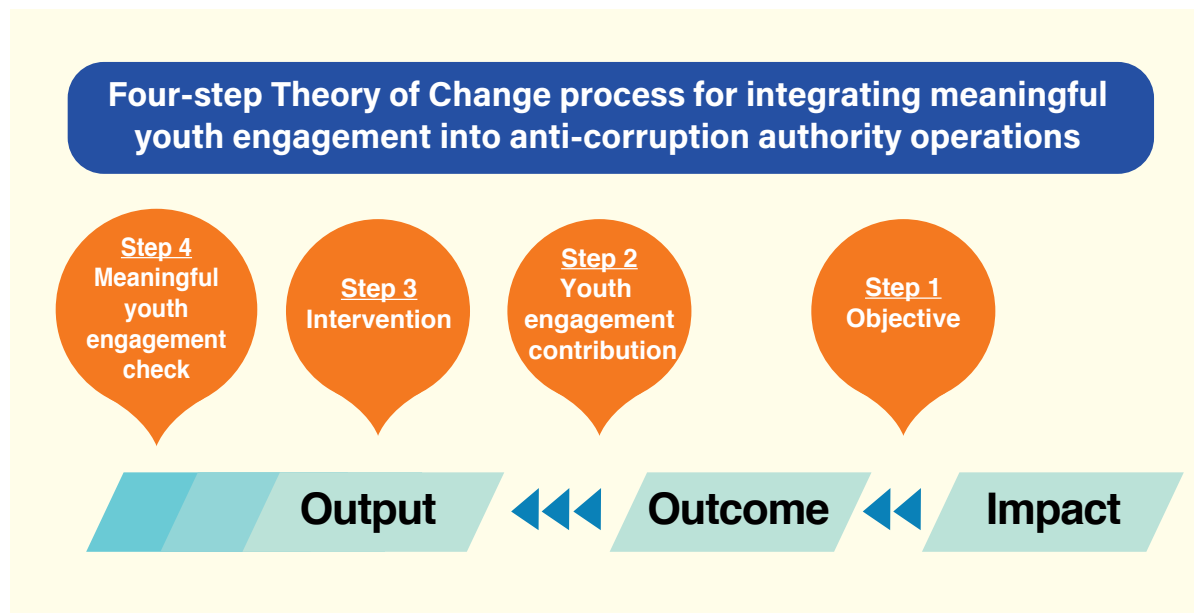 Four-step Theory of Change process for integrating meaningful
youth engagement into anti-corruption authority operations
Step 4
Meaningful
youth
engagement
check
Step 3
Intervention
Step 2
Youth
engagement
contribution
Step 1
Objective
Output
Outcome
Impact